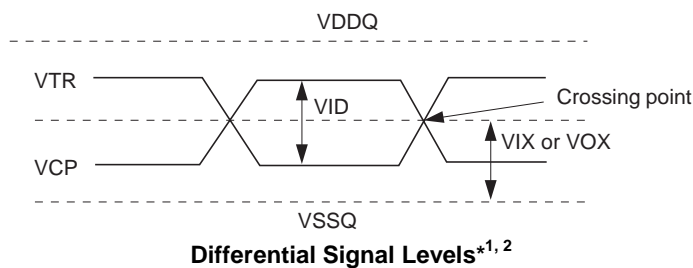 VDDQ
VTR
Crossing point
VID
VIX or VOX
VCP
VSSQ
Differential Signal Levels*1, 2